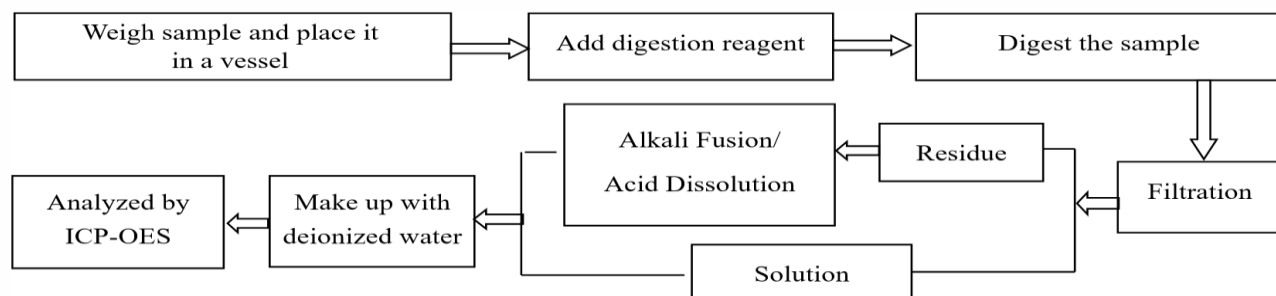 Weigh sample and place it
in a vessel
Add digestion reagent
Digest the sample
Filtration
Residue
Alkali Fusion/
Acid Dissolution
Solution
Make up with
deionized water
Analyzed by
ICP-OES